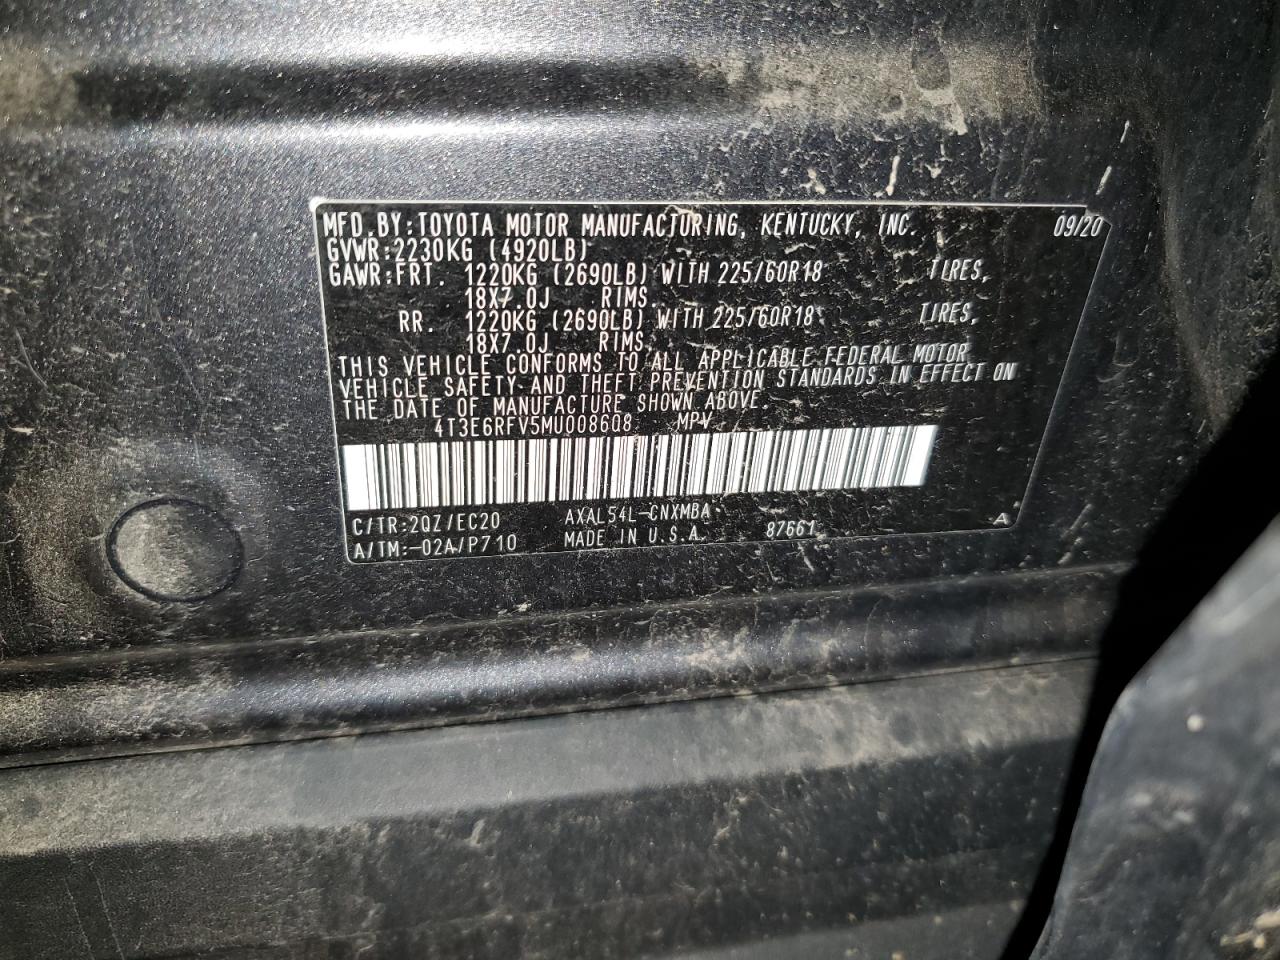 MFD. BY: TOYOTA MOTOR MANUFACTURING, KENTUCKY, INC. 09/20
GVWR: 2230KG (4920LB)
GAWR: FRT. 1220KG (2690LB) WITH 225/60R18 TIRES,
18X7.0J RIMS.
RR. 1220KG (2690LB) WITH 225/60R18 TIRES,
18X7.0J RIMS.
THIS VEHICLE CONFORMS TO ALL APPLICABLE FEDERAL MOTOR
VEHICLE SAFETY AND THEFT PREVENTION STANDARDS IN EFFECT ON
THE DATE OF MANUFACTURE SHOWN ABOVE.
4T3E6RFV5MU008608 MPV
C/TR: 2QZ/EC20 AXAL54L-CNXMBA
A/TM: -02A/P710 MADE IN U.S.A. 87661 A